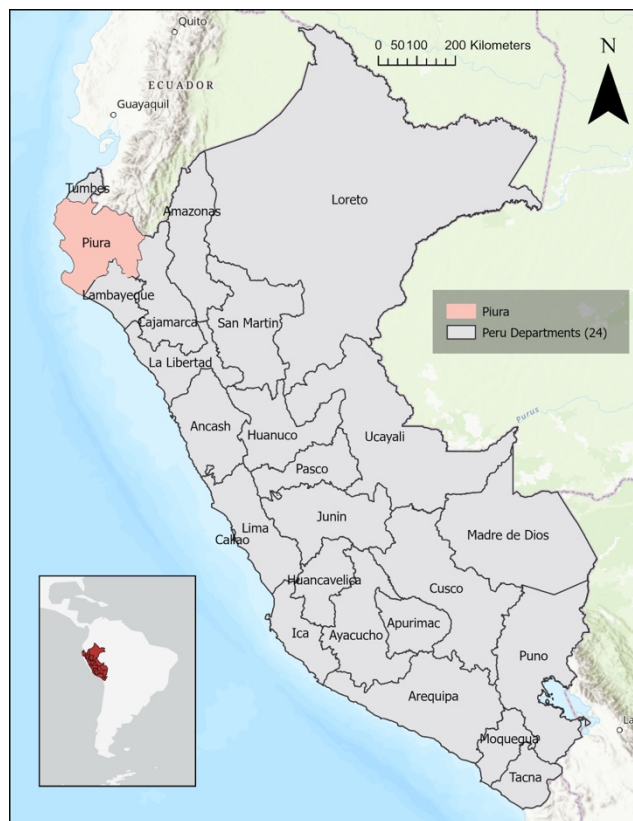 Quito
0 50100 200 Kilometers
N
ECUADOR
Guayaquil
Tumbes
Amazonas
Loreto
Piura
Lambayeque
Cajamarca
San Martin
Piura
Peru Departments (24)
La Libertad
Ancash
Huanuco
Ucayali
Purus
Pasco
Junin
Lima
Callao
Madre de Dios
Huancavelica
Cusco
Ica
Ayacucho
Apurimac
Puno
Arequipa
La
Moquegua
Tacna